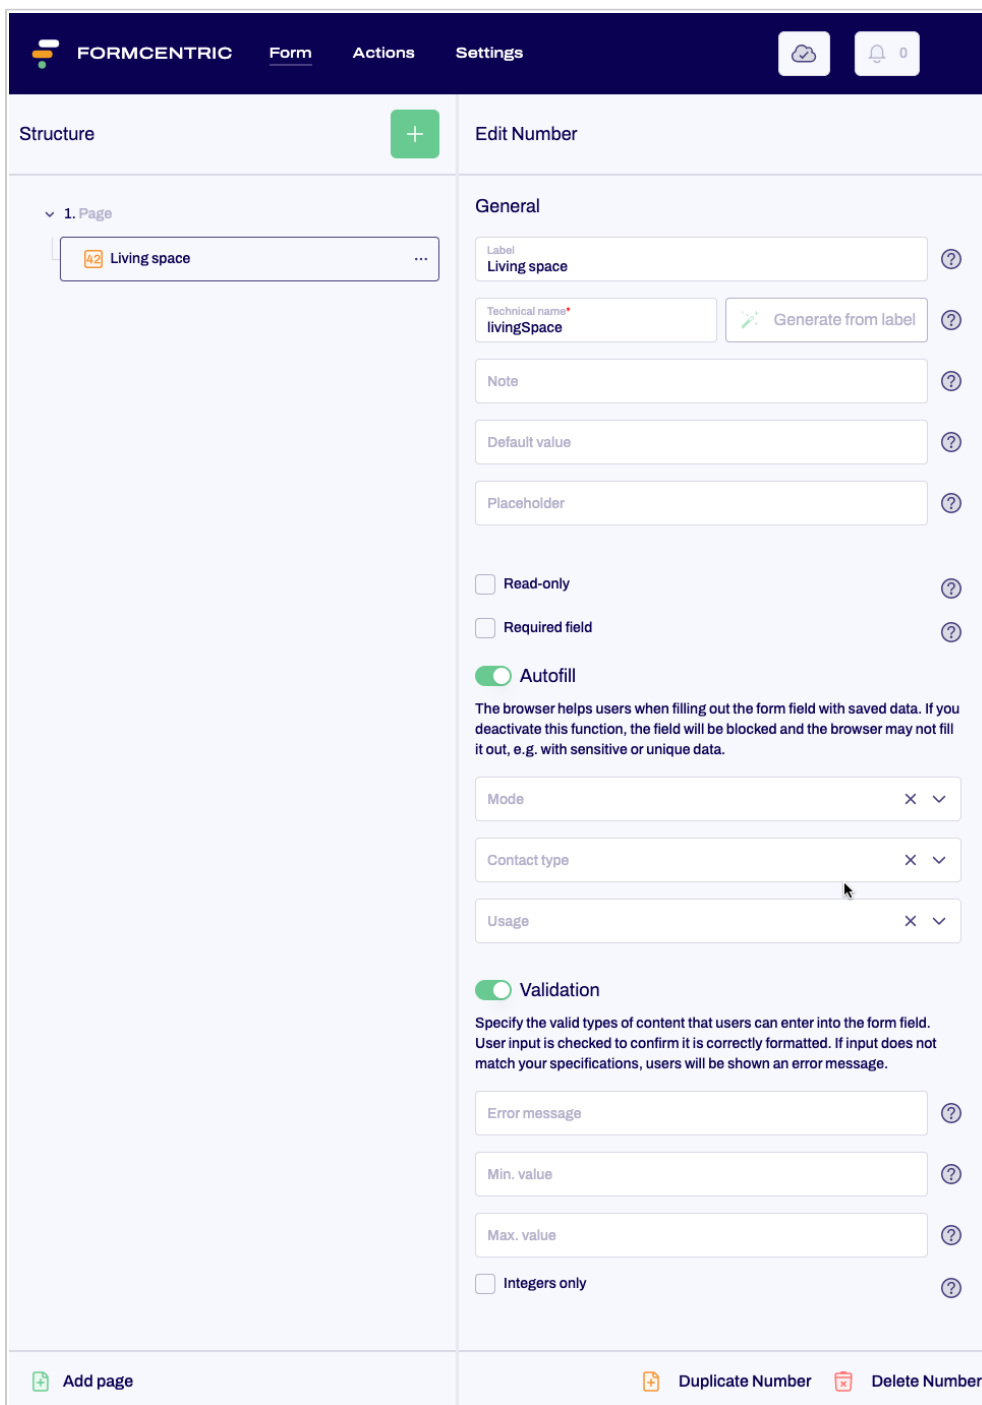 FORMCENTRIC Form Actions Settings 0
Structure
Edit Number
1. Page
42 Living space ...
General
Label
Living space
Technical name*
livingSpace
Generate from label
Note
Default value
Placeholder
Read-only
Required field
Autofill
The browser helps users when filling out the form field with saved data. If you
deactivate this function, the field will be blocked and the browser may not fill
it out, e.g. with sensitive or unique data.
Mode
Contact type
Usage
Validation
Specify the valid types of content that users can enter into the form field.
User input is checked to confirm it is correctly formatted. If input does not
match your specifications, users will be shown an error message.
Error message
Min. value
Max. value
Integers only
Add page
Duplicate Number
Delete Number